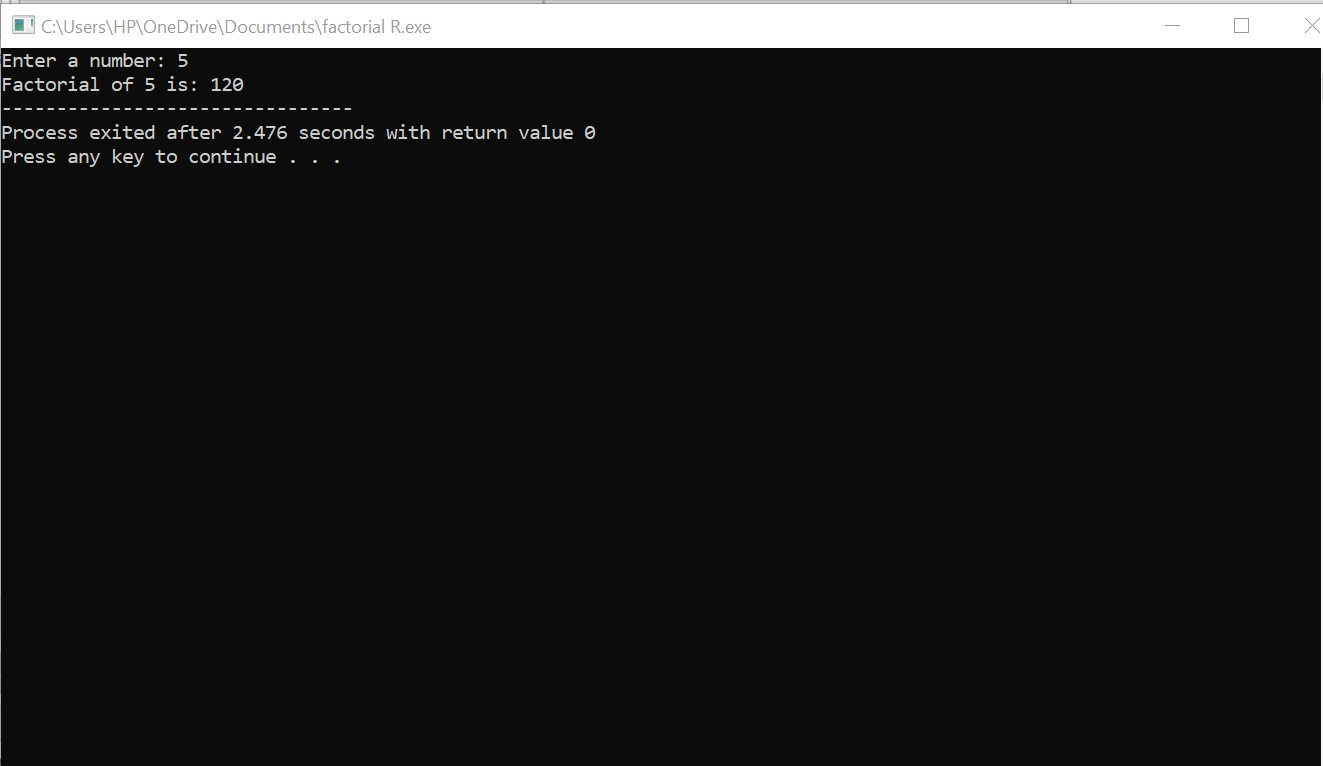 C:\Users\HP\OneDrive\Documents\factorial R.exe
Enter a number: 5
Factorial of 5 is: 120
--------------------------------
Process exited after 2.476 seconds with return value 0
Press any key to continue . . .